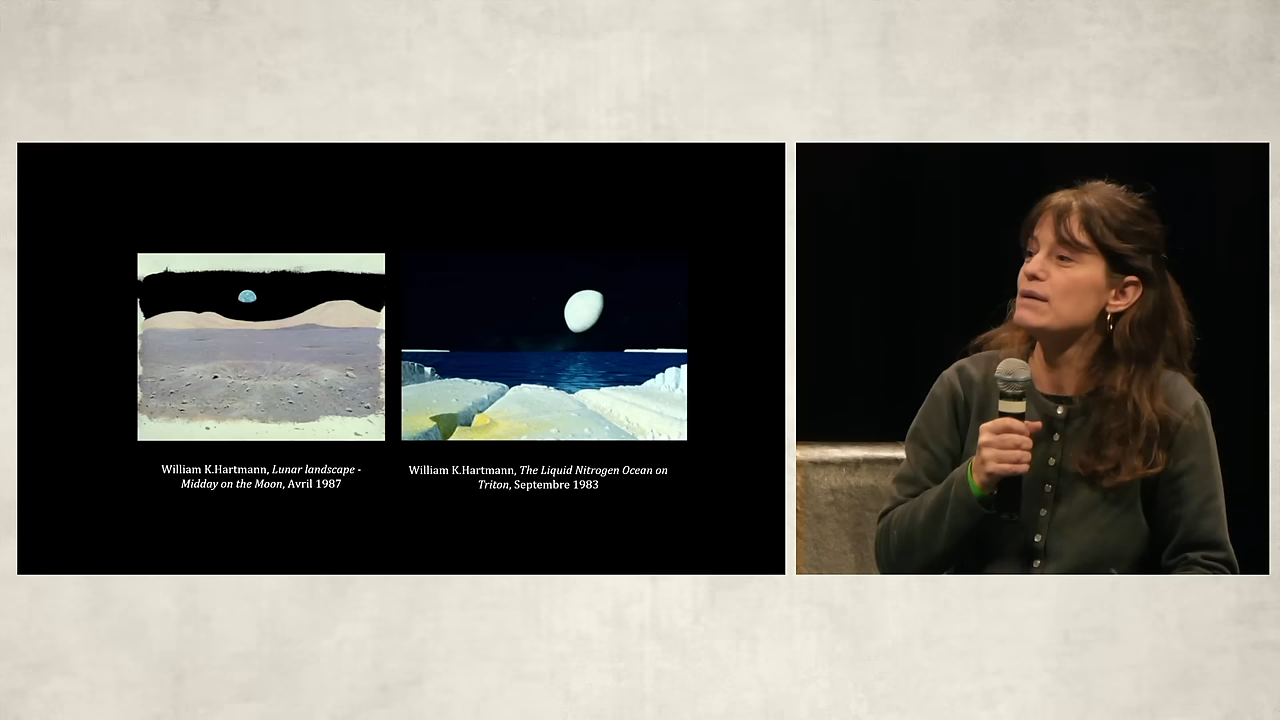 William K.Hartmann, Lunar landscape -
Midday on the Moon, Avril 1987
William K.Hartmann, The Liquid Nitrogen Ocean on
Triton, Septembre 1983